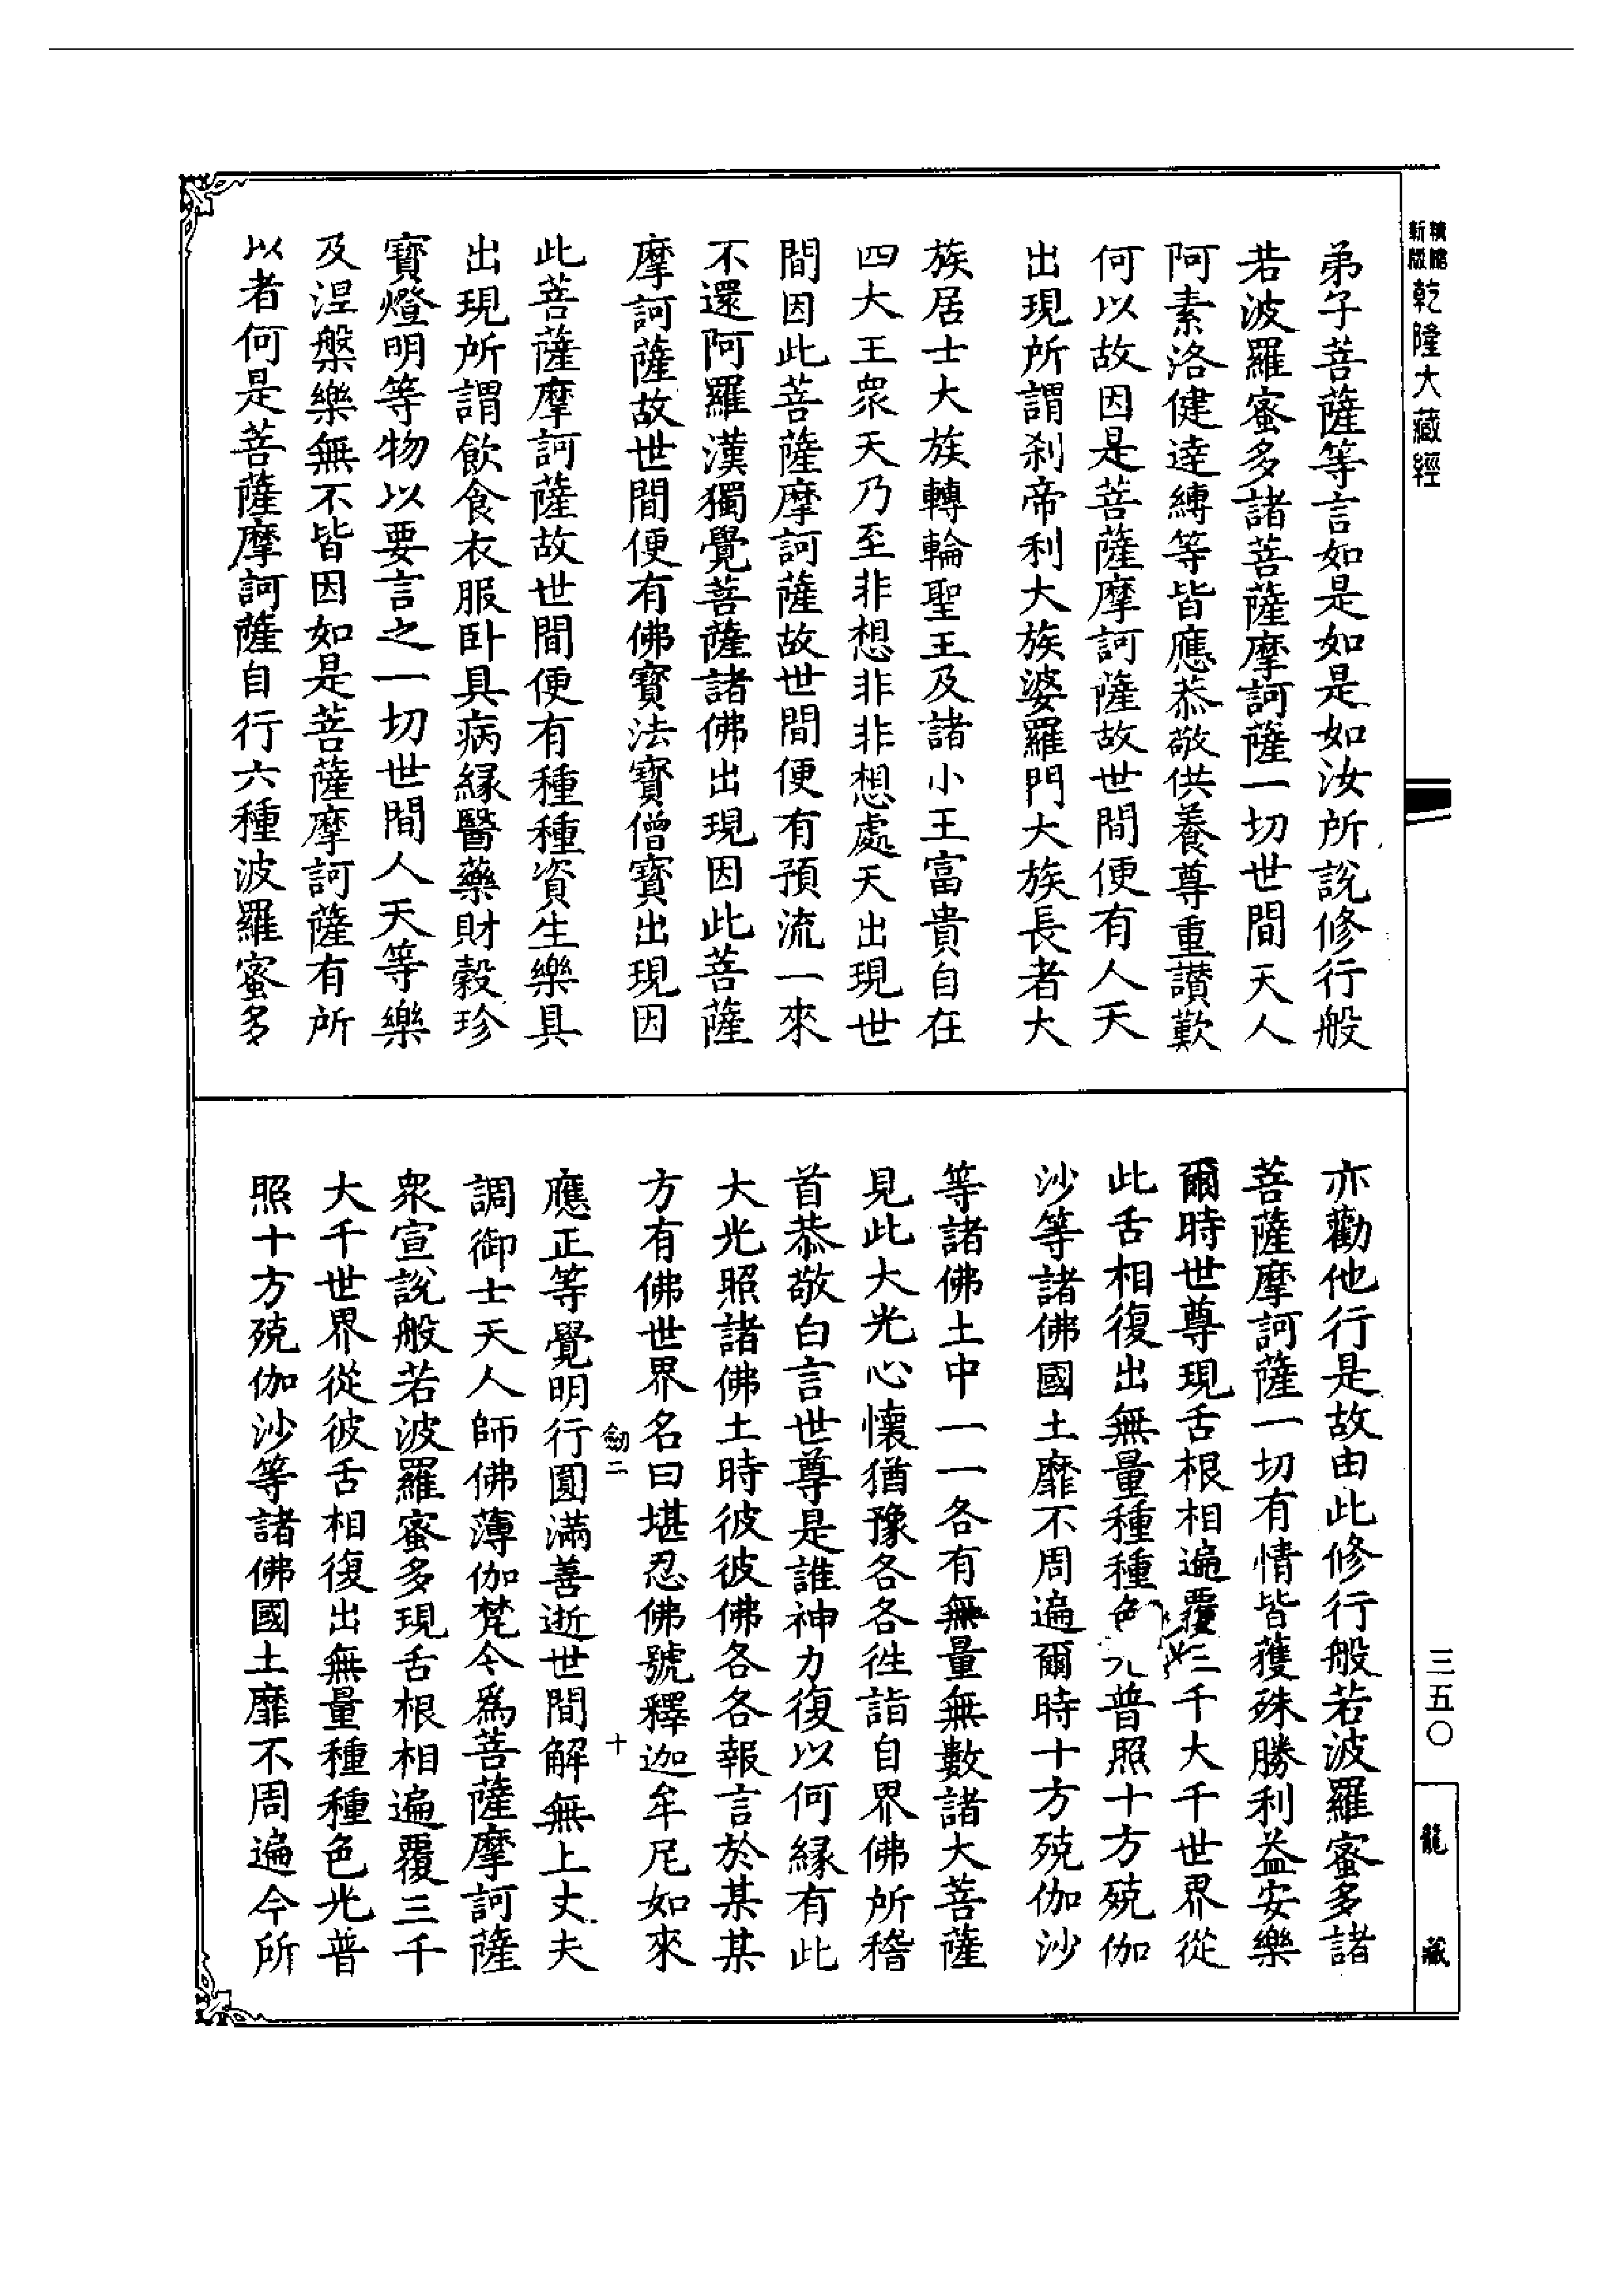 新版
乾隆大藏經
弟子菩薩等言如是如是如汝所說修行般
若波羅蜜多諸菩薩摩訶薩一切世間天人
阿素洛健達縛等皆應恭敬供養尊重讃歎
何以故因是菩薩摩訶薩故世間便有人天
出現所謂刹帝利大族婆羅門大族長者大
族居士大族轉輪聖王及諸小王富貴自在
四大王眾天乃至非想非非想處天出現世
間因此菩薩摩訶薩故世間便有預流一來
不還阿羅漢獨覺菩薩諸佛出現因此菩薩
摩訶薩故世間便有佛寶法寶僧寶出現因
此菩薩摩訶薩故世間便有種種資生樂具
出現所謂飲食衣服卧具病縁醫藥財穀珍
寶燈明等物以要言之一切世間人天等樂
及涅槃樂無不皆因如是菩薩摩訶薩有所
以者何是菩薩摩訶薩自行六種波羅蜜多
亦勸他行是故由此修行般若波羅蜜多諸
菩薩摩訶薩一切有情皆獲殊勝利益安樂
爾時世尊現舌根相遍覆三千大千世界從
此舌相復出無量種種色光普照十方殑伽
沙等諸佛國土靡不周遍爾時十方殑伽沙
等諸佛土中一一各有無量無數諸大菩薩
見此大光心懷猶豫各各徃詣自界佛所稽
首恭敬白言世尊是誰神力復以何縁有此
大光照諸佛土時彼彼佛各各報言於某某
方有佛世界名曰堪忍佛號釋迦牟尼如來
劒二 十
應正等覺明行圓滿善逝世間解無上丈夫
調御士天人師佛薄伽梵今爲菩薩摩訶薩
眾宣說般若波羅蜜多現舌根相遍覆三千
大千世界從彼舌相復出無量種種色光普
照十方殑伽沙等諸佛國土靡不周遍今所
三五〇
龍藏